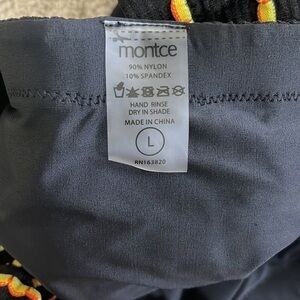 montce
90% NYLON
10% SPANDEX
HAND RINSE
DRY IN SHADE
MADE IN CHINA
L
RN163820